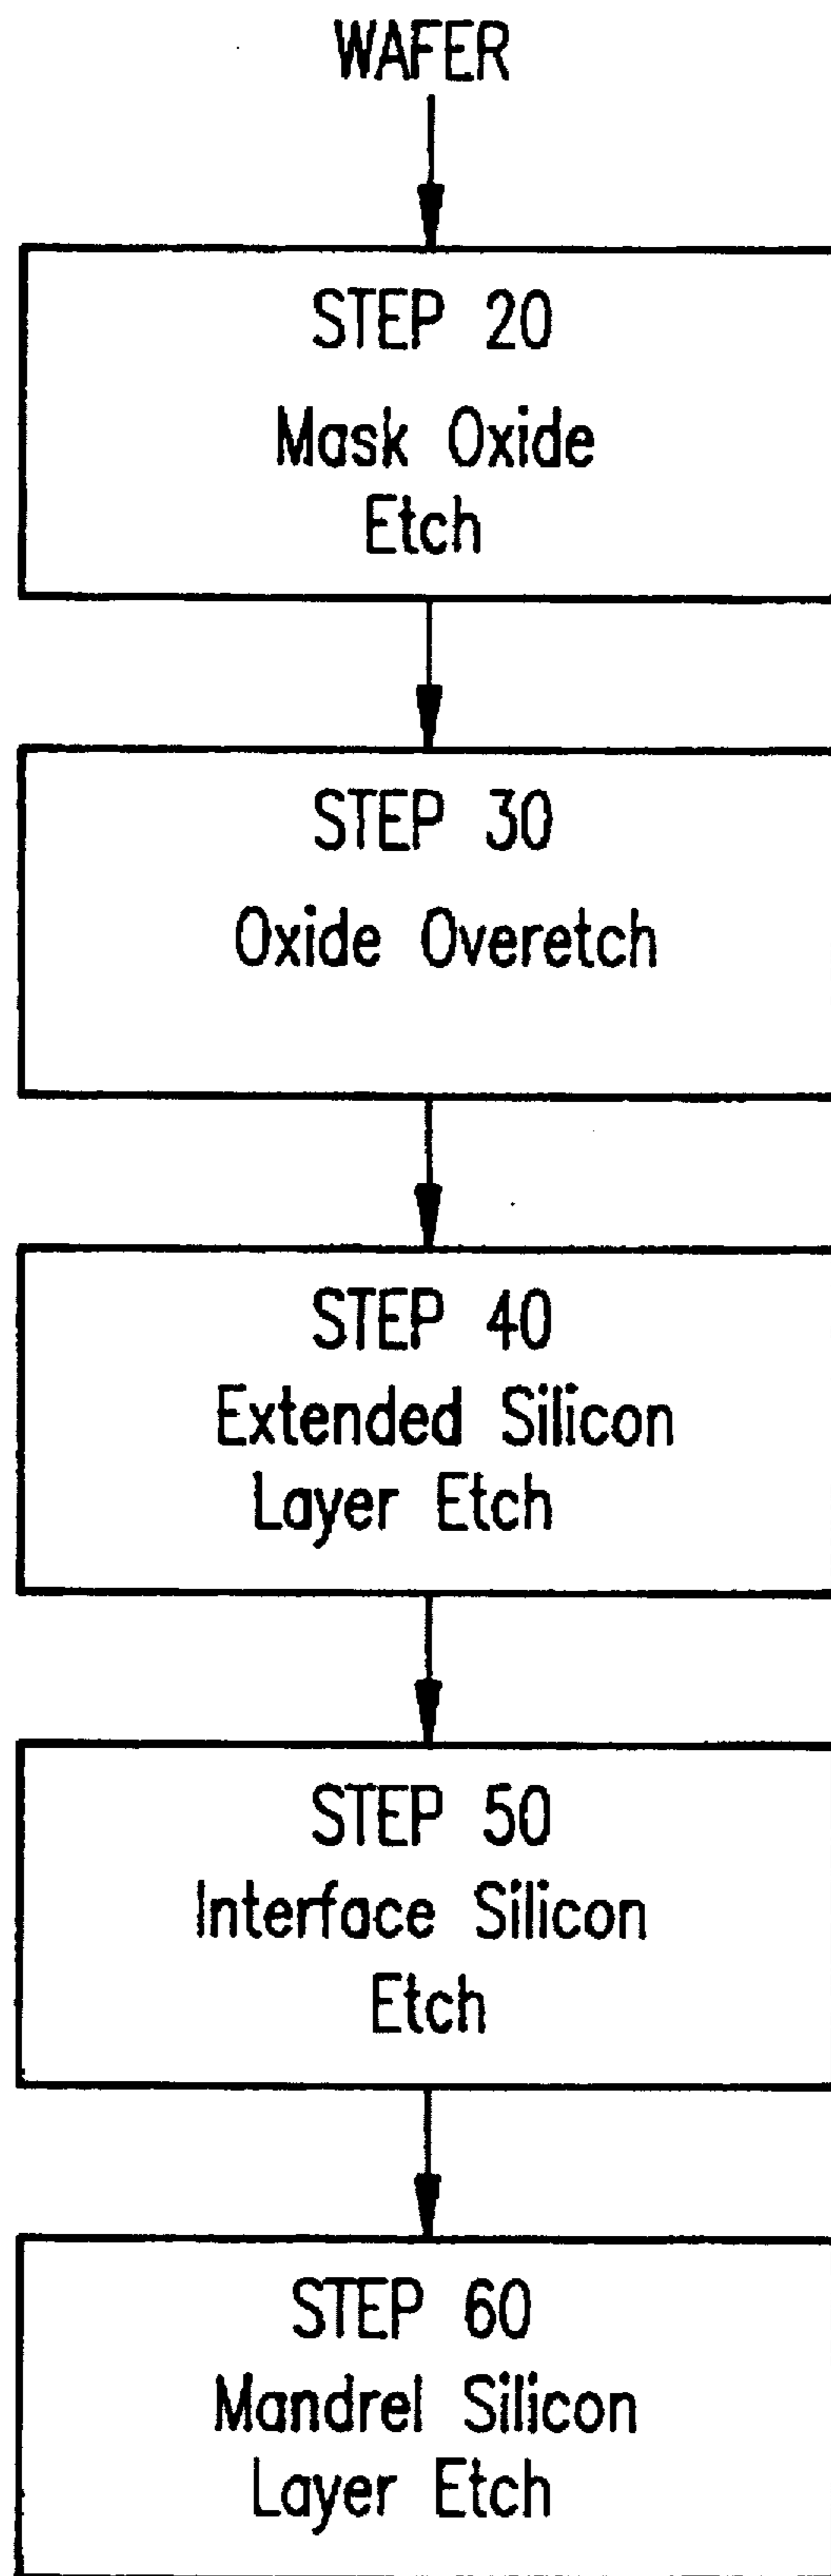 WAFER
STEP 20
Mask Oxide
Etch
STEP 30
Oxide Overetch
STEP 40
Extended Silicon
Layer Etch
STEP 50
Interface Silicon
Etch
STEP 60
Mandrel Silicon
Layer Etch